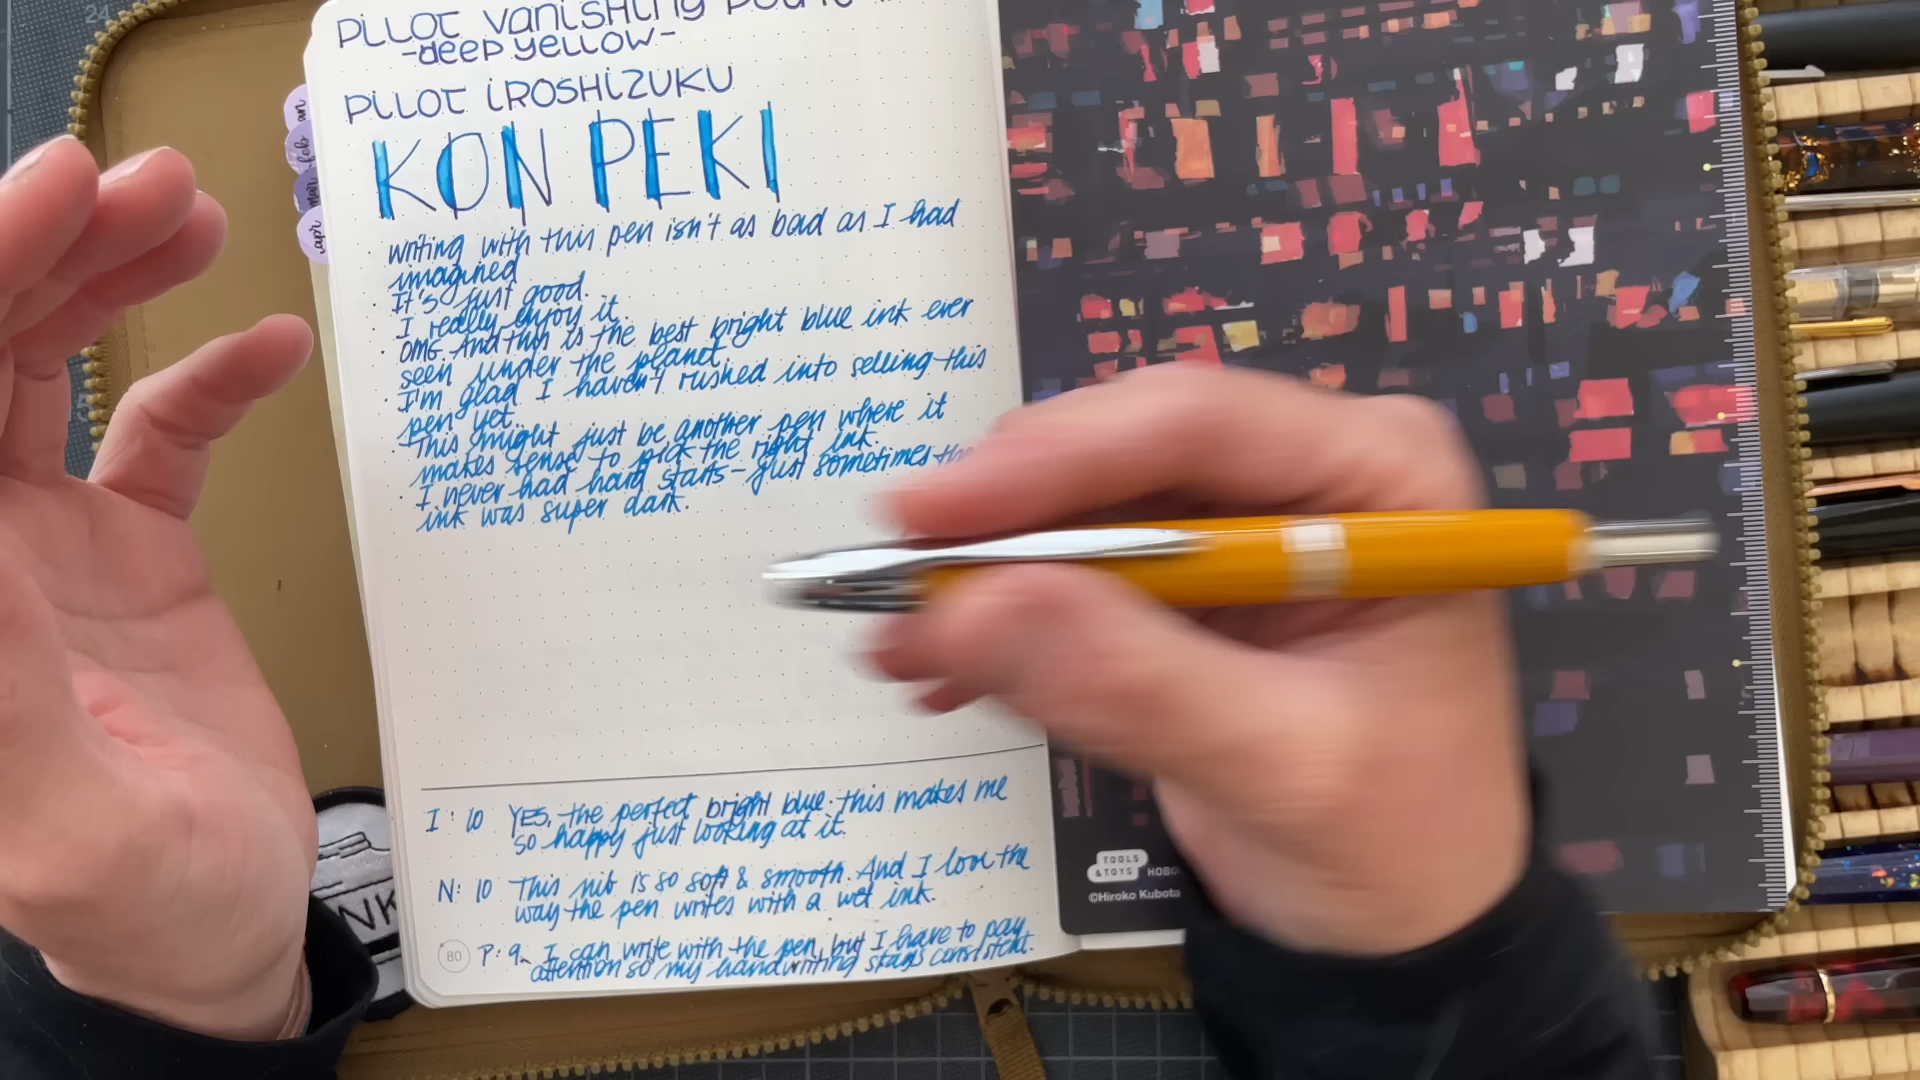 24
PILOT VANISHING
-deep yellow-
PILOT IROSHIZUKU
KON PEKI
writing with this pen isn't as bad as I had
imagined
It's just good.
I really enjoy it.
OMG And this is the best bright blue ink ever
seen under the planet.
I'm glad I haven't rushed into selling this
pen yet.
This might just be another pen where it
makes sense to pick the right ink.
I never had hard starts - just sometimes the
ink was super dark.
I: 10 YES, the perfect bright blue. this makes me
so happy just looking at it.
N: 10 This nib is so soft & smooth. And I love the
way the pen writes with a wet ink.
P: 9. I can write with the pen, but I have to pay
attention so my handwriting stays consistent.
80
feb
mar
apr
TOOLS
&TOYS
HOBO
©Hiroko Kubota